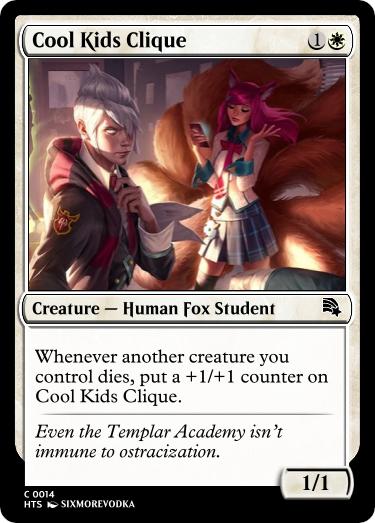 Cool Kids Clique 1
Creature — Human Fox Student
Whenever another creature you
control dies, put a +1/+1 counter on
Cool Kids Clique.
Even the Templar Academy isn't
immune to ostracization.
1/1
C 0014
HTS SIXMOREVODKA